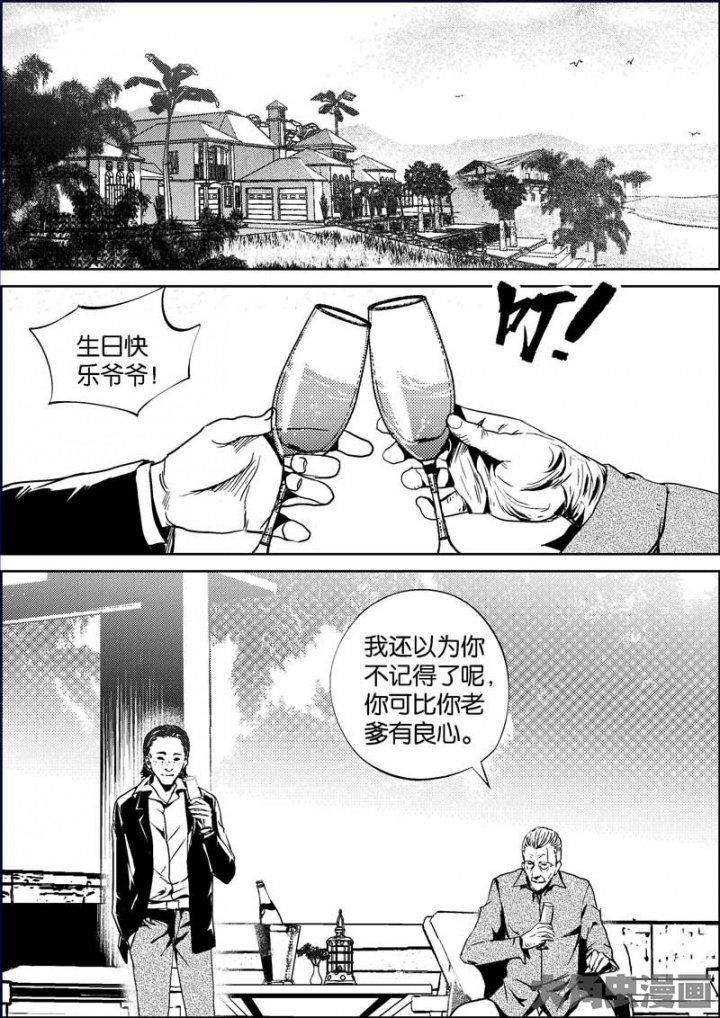 生日快
乐爷爷！
叮！
我还以为你
不记得了呢，
你可比你老
爹有良心。
大角虫漫画